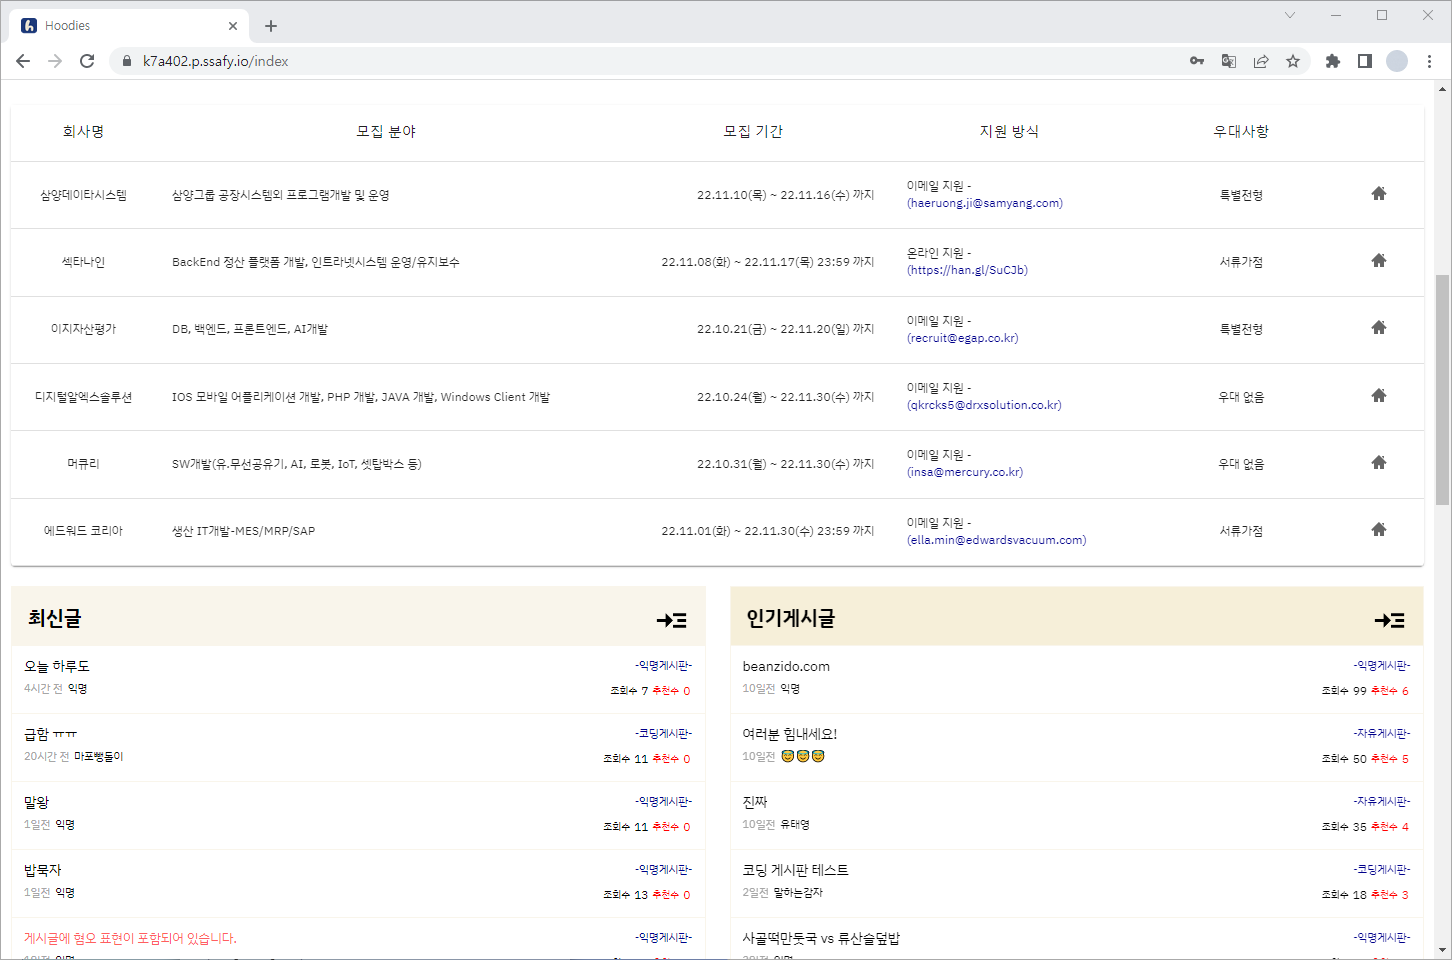 Hoodies
k7a402.p.ssafy.io/index
회사명 모집 분야 모집 기간 지원 방식 우대사항
삼양데이타시스템 삼양그룹 공장시스템외 프로그램개발 및 운영 22.11.10(목) ~ 22.11.16(수) 까지 이메일 지원 - 특별전형
(haeruong.ji@samyang.com)
섹타나인 BackEnd 정산 플랫폼 개발, 인트라넷시스템 운영/유지보수 22.11.08(화) ~ 22.11.17(목) 23:59 까지 온라인 지원 - 서류가점
(https://han.gl/SuCJb)
이지자산평가 DB, 백엔드, 프론트엔드, AI개발 22.10.21(금) ~ 22.11.20(일) 까지 이메일 지원 - 특별전형
(recruit@egap.co.kr)
디지털알엑스솔루션 IOS 모바일 어플리케이션 개발, PHP 개발, JAVA 개발, Windows Client 개발 22.10.24(월) ~ 22.11.30(수) 까지 이메일 지원 - 우대 없음
(qkrcks5@drxsolution.co.kr)
머큐리 SW개발(유.무선공유기, AI, 로봇, IoT, 셋탑박스 등) 22.10.31(월) ~ 22.11.30(수) 까지 이메일 지원 - 우대 없음
(insa@mercury.co.kr)
에드워드 코리아 생산 IT개발-MES/MRP/SAP 22.11.01(화) ~ 22.11.30(수) 23:59 까지 이메일 지원 - 서류가점
(ella.min@edwardsvacuum.com)
최신글
오늘 하루도 -익명게시판-
4시간 전 익명 조회수 7 추천수 0
급함 ㅠㅠ -코딩게시판-
20시간 전 마포빵돌이 조회수 11 추천수 0
말왕 -익명게시판-
1일전 익명 조회수 11 추천수 0
밥묵자 -익명게시판-
1일전 익명 조회수 13 추천수 0
게시글에 혐오 표현이 포함되어 있습니다. -익명게시판-
인기게시글
beanzido.com -익명게시판-
10일전 익명 조회수 99 추천수 6
여러분 힘내세요! -자유게시판-
10일전 😇😇😇 조회수 50 추천수 5
진짜 -자유게시판-
10일전 유태영 조회수 35 추천수 4
코딩 게시판 테스트 -코딩게시판-
2일전 말하는감자 조회수 18 추천수 3
사골떡만둣국 vs 류산슬덮밥 -익명게시판-